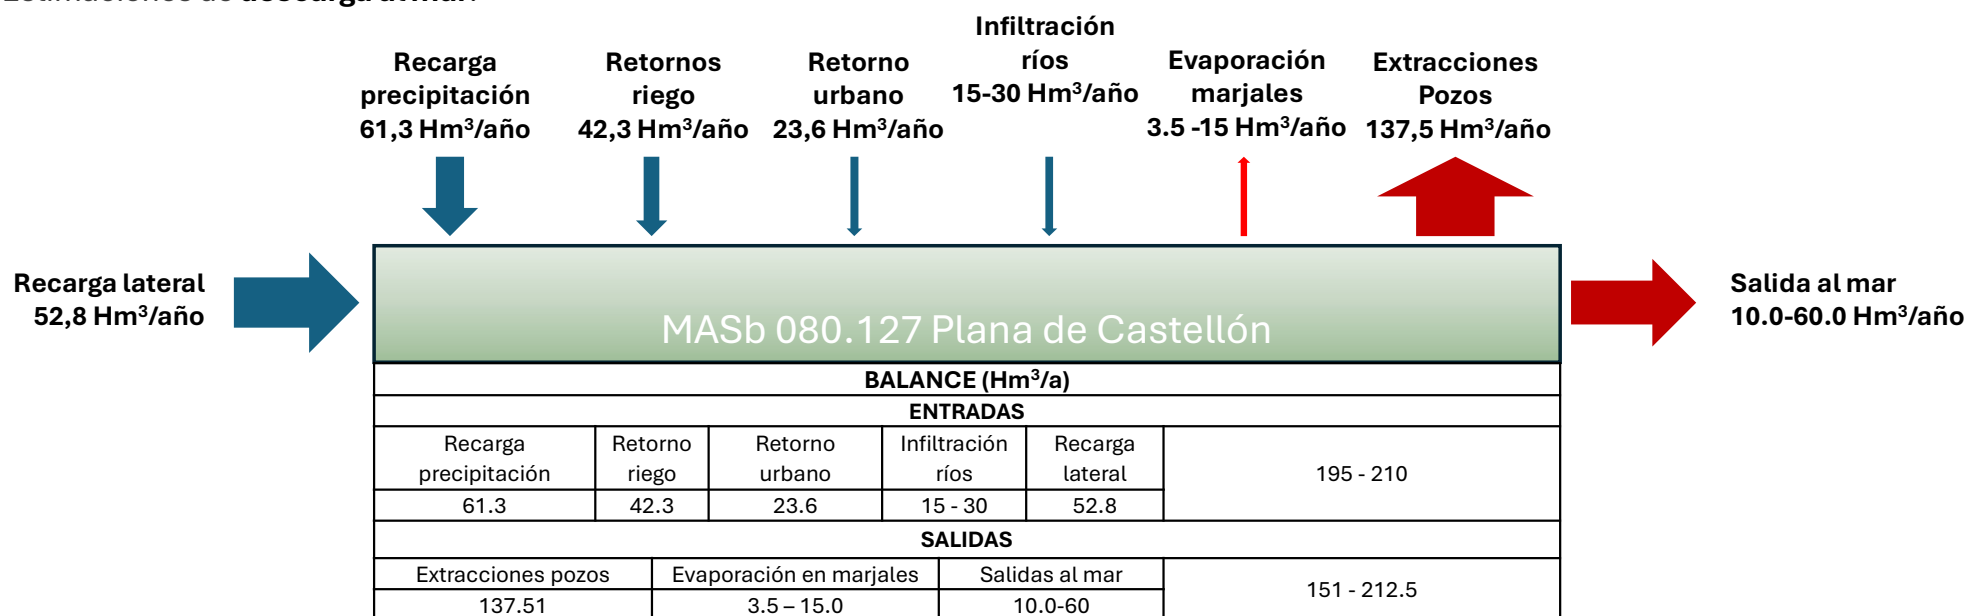 Estimaciones de descarga al mar:
Infiltración
ríos
15-30 Hm³/año
Recarga
precipitación
61,3 Hm³/año
Retornos
riego
42,3 Hm³/año
Retorno
urbano
23,6 Hm³/año
Evaporación
marjales
3.5 -15 Hm³/año
Extracciones
Pozos
137,5 Hm³/año
Recarga lateral
52,8 Hm³/año
MASb 080.127 Plana de Castellón
Salida al mar
10.0-60.0 Hm³/año
BALANCE (Hm³/a)
ENTRADAS
Recarga
precipitación
Retorno
riego
Retorno
urbano
Infiltración
ríos
Recarga
lateral
195 - 210
61.3
42.3
23.6
15 - 30
52.8
SALIDAS
Extracciones pozos
Evaporación en marjales
Salidas al mar
151 - 212.5
137.51
3.5 – 15.0
10.0-60